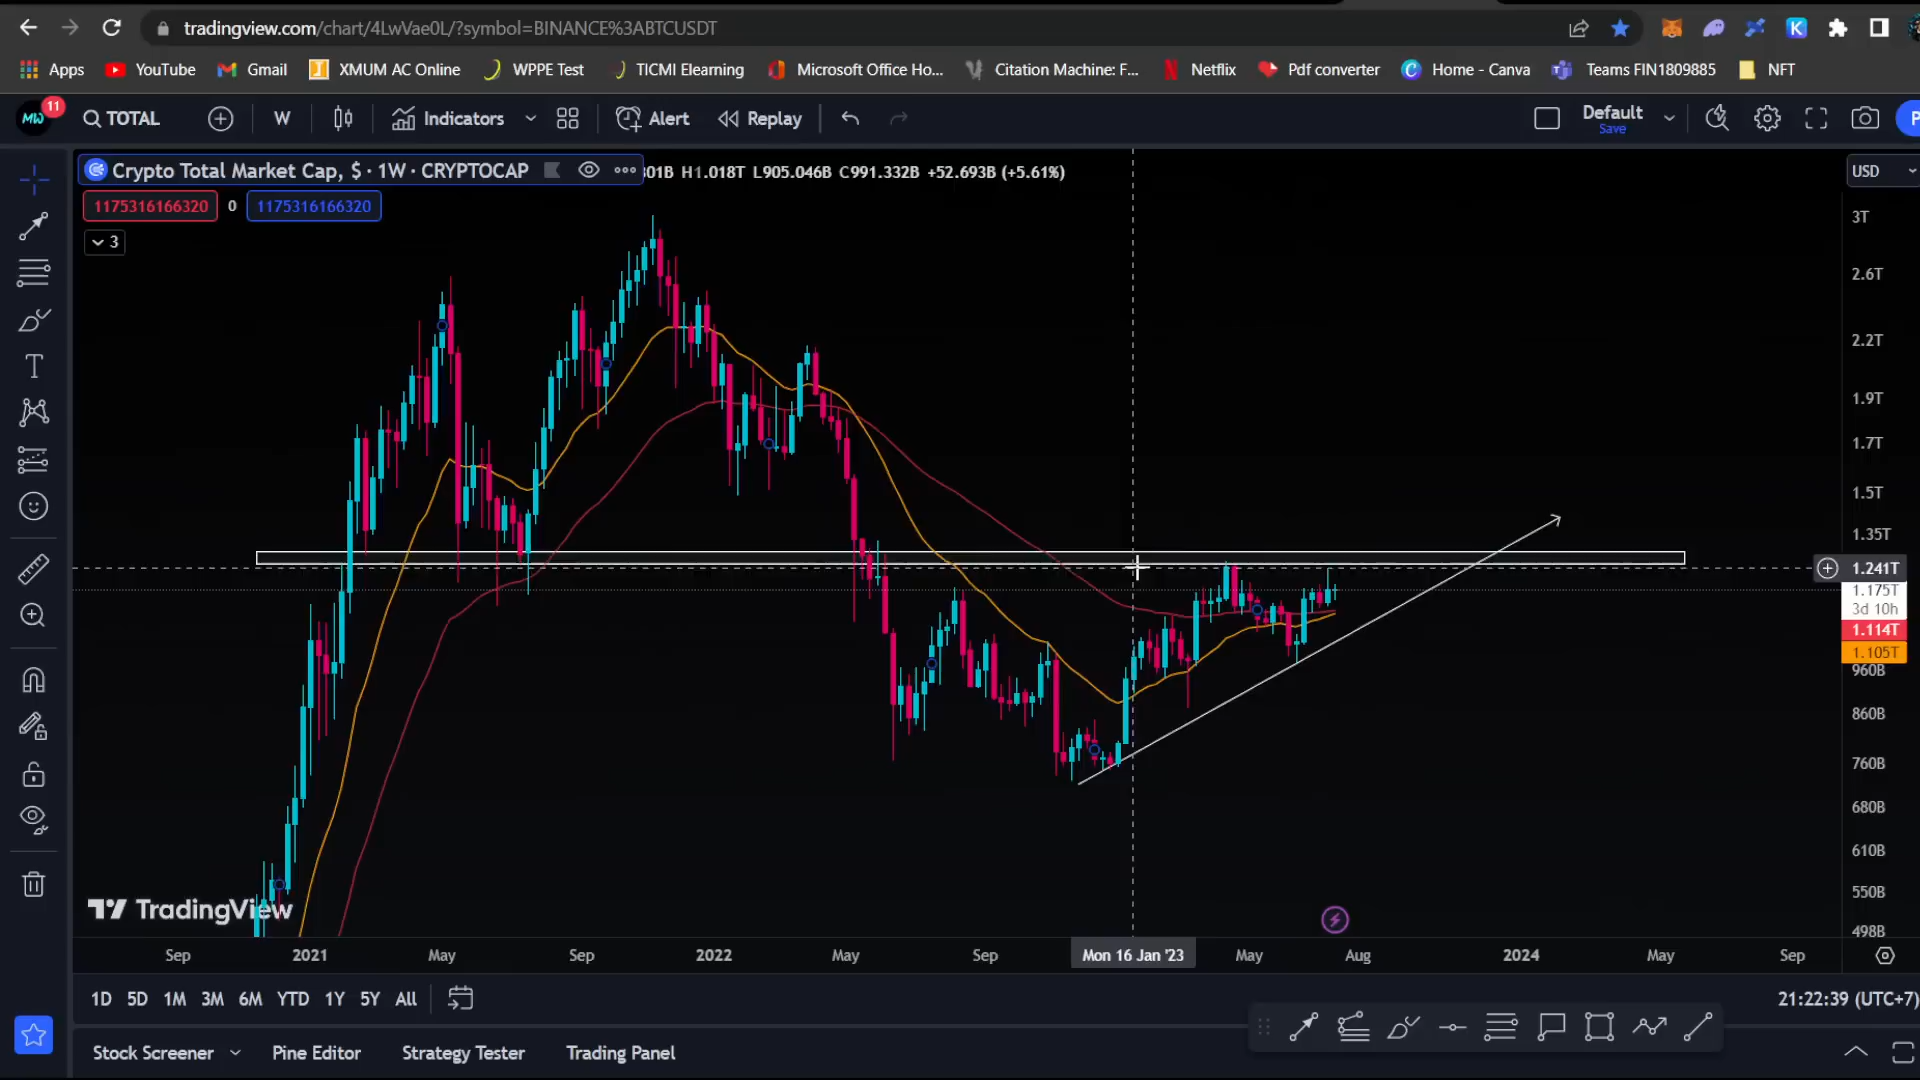 tradingview.com/chart/4LwVae0L/?symbol=BINANCE%3ABTCUSDT
Apps YouTube Gmail XMUM AC Online WPPE Test TICMI Elearning Microsoft Office Ho... Citation Machine: F... Netflix Pdf converter Home - Canva Teams FIN1809885 NFT
MW 11 TOTAL W Indicators Alert Replay Default Save P
Crypto Total Market Cap, $ · 1W · CRYPTOCAP 301B H1.018T L905.046B C991.332B +52.693B (+5.61%) USD
1175316166320 0 1175316166320
3
3T
2.6T
2.2T
1.9T
1.7T
1.5T
1.35T
1.241T
1.175T
3d 10h
1.114T
1.105T
960B
860B
760B
680B
610B
550B
498B
TradingView
Sep 2021 May Sep 2022 May Sep Mon 16 Jan '23 May Aug 2024 May Sep
1D 5D 1M 3M 6M YTD 1Y 5Y All 21:22:39 (UTC+7)
Stock Screener Pine Editor Strategy Tester Trading Panel